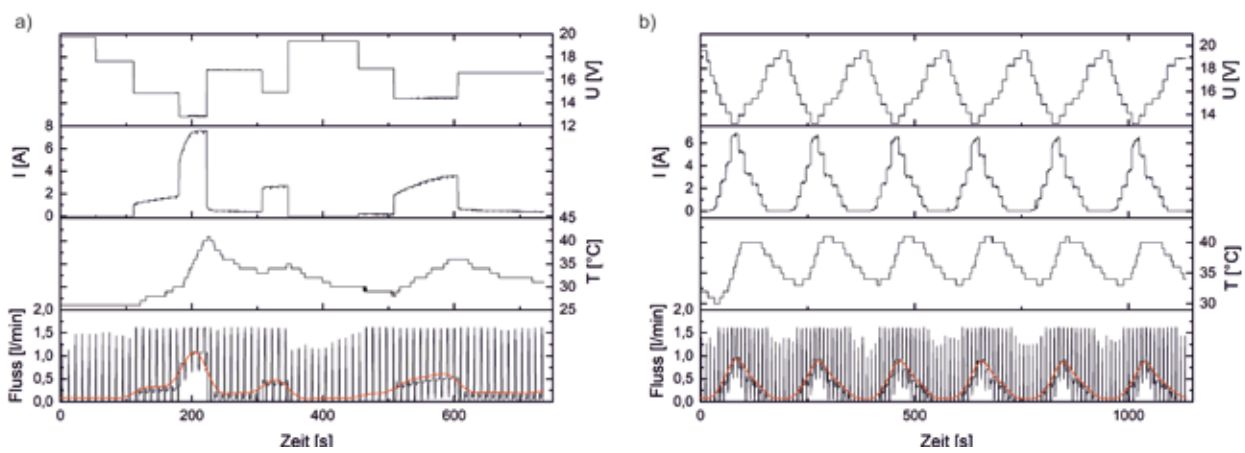 a)
20
18
16
14
12
U [V]
8
6
4
2
0
I [A]
45
40
35
30
25
T [°C]
2,0
1,5
1,0
0,5
0,0
Fluss [l/min]
0 200 400 600
Zeit [s]
b)
20
18
16
14
U [V]
6
4
2
0
I [A]
40
35
30
T [°C]
2,0
1,5
1,0
0,5
0,0
Fluss [l/min]
0 500 1000
Zeit [s]